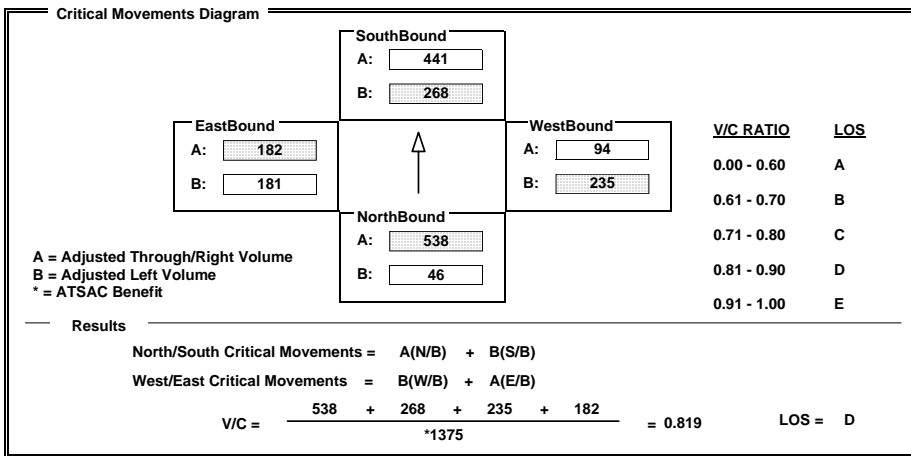 Critical Movements Diagram
SouthBound
A: 441
B: 268
EastBound
A: 182
B: 181
WestBound
A: 94
B: 235
NorthBound
A: 538
B: 46
V/C RATIO LOS
0.00 - 0.60 A
0.61 - 0.70 B
0.71 - 0.80 C
0.81 - 0.90 D
0.91 - 1.00 E
A = Adjusted Through/Right Volume
B = Adjusted Left Volume
* = ATSAC Benefit
Results
North/South Critical Movements = A(N/B) + B(S/B)
West/East Critical Movements = B(W/B) + A(E/B)
V/C = 538 + 268 + 235 + 182 = 0.819 LOS = D
*1375